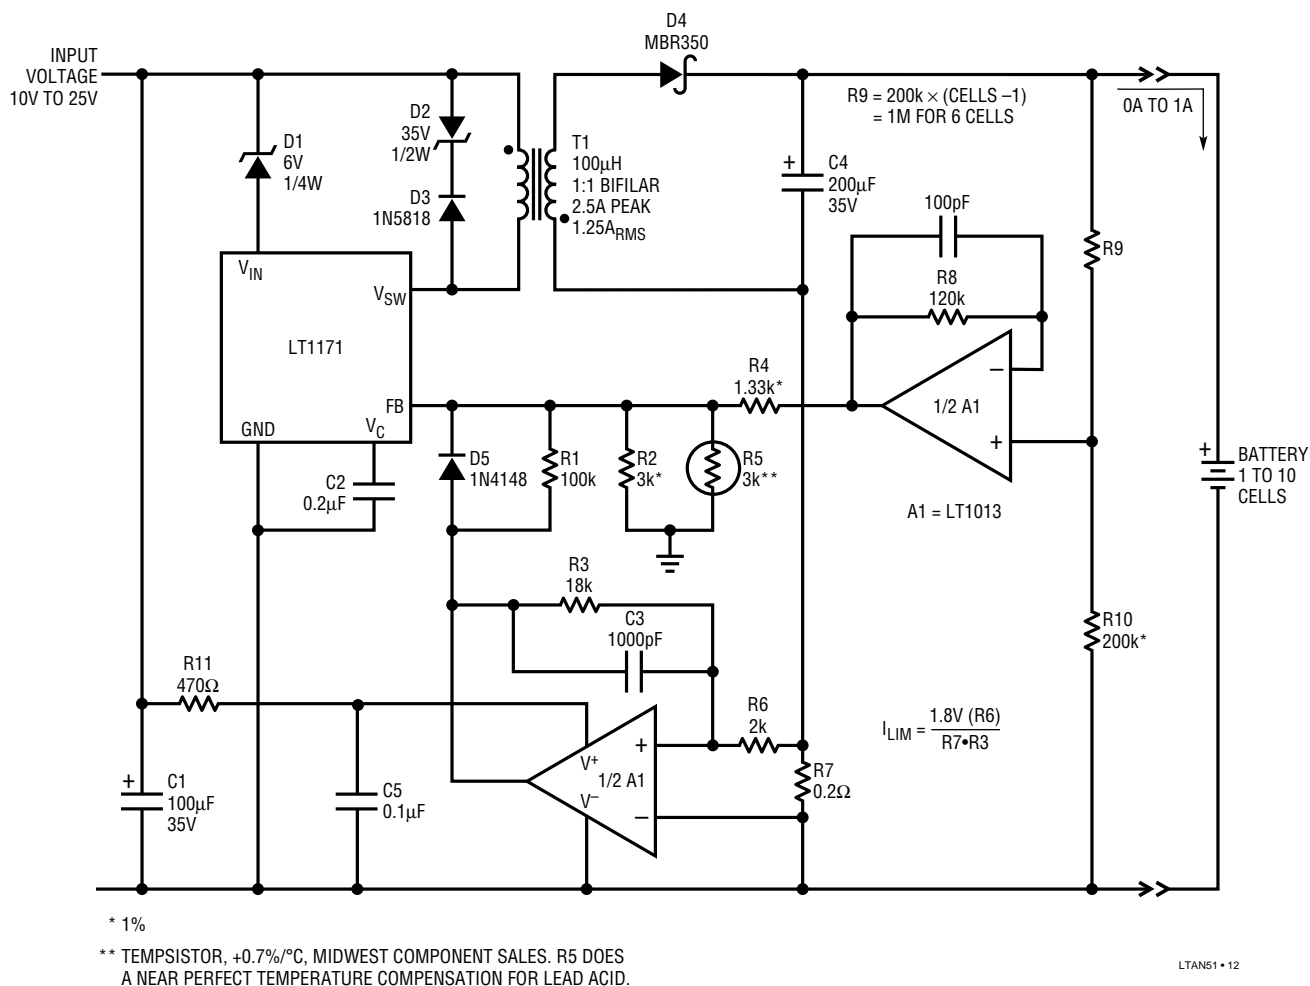 D4
MBR350
INPUT
VOLTAGE
10V TO 25V
R9 = 200k × (CELLS –1)
= 1M FOR 6 CELLS
0A TO 1A
D1
6V
1/4W
D2
35V
1/2W
D3
1N5818
T1
100µH
1:1 BIFILAR
2.5A PEAK
1.25ARMS
+
C4
200µF
35V
100pF
R8
120k
R9
VIN
VSW
LT1171
FB
GND
VC
R4
1.33k*
–
1/2 A1
+
A1 = LT1013
+
BATTERY
1 TO 10
CELLS
C2
0.2µF
D5
1N4148
R1
100k
R2
3k*
R5
3k**
R3
18k
C3
1000pF
R10
200k*
R11
470Ω
R6
2k
ILIM = 1.8V (R6)
R7•R3
+
C1
100µF
35V
C5
0.1µF
V+
1/2 A1
V–
+
–
R7
0.2Ω
* 1%
** TEMPSISTOR, +0.7%/°C, MIDWEST COMPONENT SALES. R5 DOES
A NEAR PERFECT TEMPERATURE COMPENSATION FOR LEAD ACID.
LTAN51 • 12